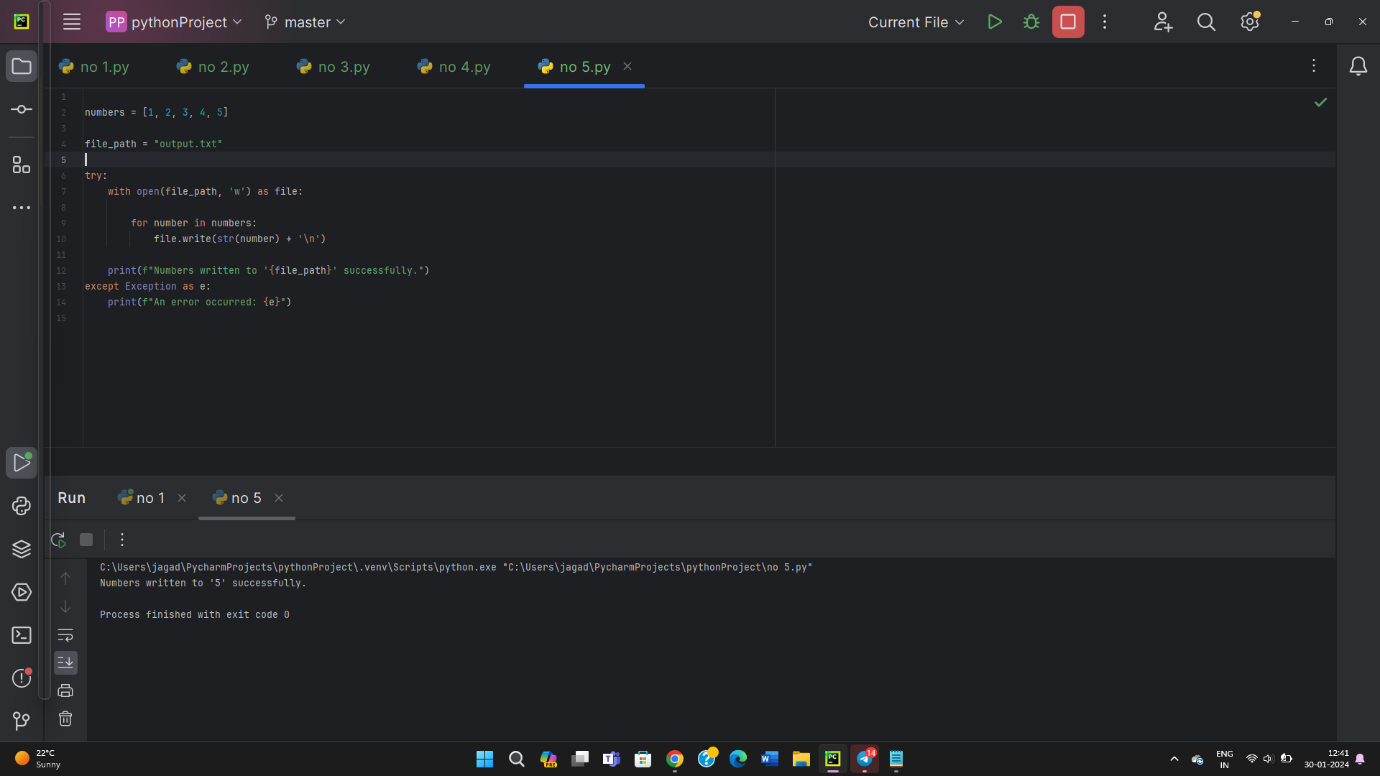 PC
PP pythonProject master Current File
no 1.py no 2.py no 3.py no 4.py no 5.py
1
2 numbers = [1, 2, 3, 4, 5]
3
4 file_path = "output.txt"
5
6 try:
7 with open(file_path, 'w') as file:
8
9 for number in numbers:
10 file.write(str(number) + '\n')
11
12 print(f"Numbers written to '{file_path}' successfully.")
13 except Exception as e:
14 print(f"An error occurred: {e}")
15
Run no 1 no 5
C:\Users\jagad\PycharmProjects\pythonProject\.venv\Scripts\python.exe "C:\Users\jagad\PycharmProjects\pythonProject\no 5.py"
Numbers written to '5' successfully.
Process finished with exit code 0
22°C
Sunny
PRE
W
PC
14
ENG
IN
12:41
30-01-2024